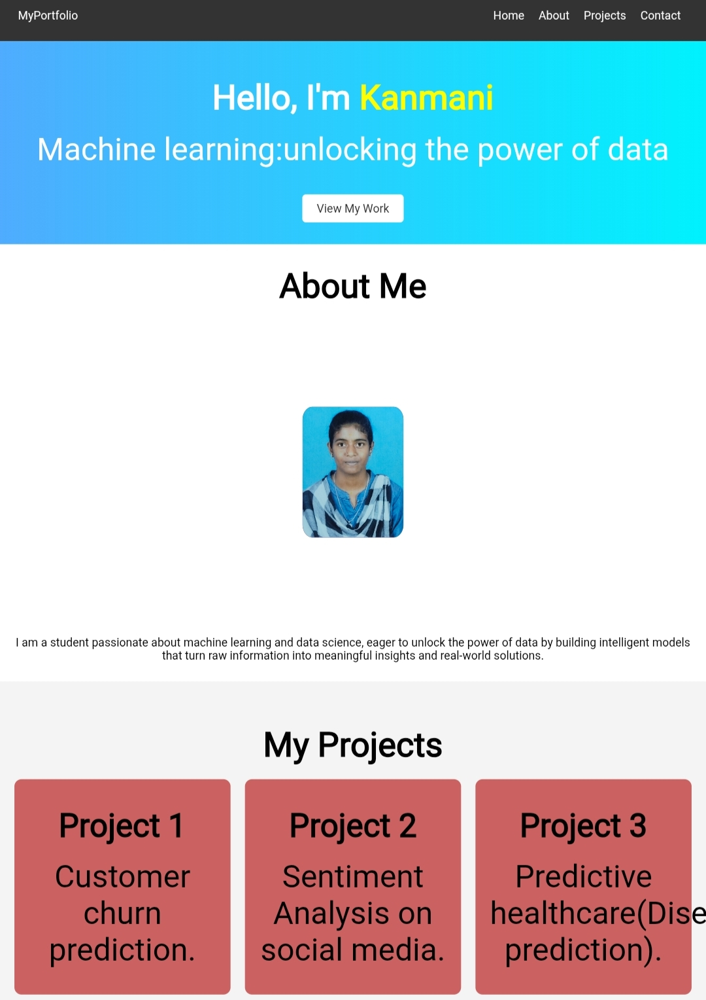 MyPortfolio
Home About Projects Contact
Hello, I'm Kanmani
Machine learning:unlocking the power of data
View My Work
About Me
I am a student passionate about machine learning and data science, eager to unlock the power of data by building intelligent models
that turn raw information into meaningful insights and real-world solutions.
My Projects
Project 1
Customer
churn
prediction.
Project 2
Sentiment
Analysis on
social media.
Project 3
Predictive
healthcare(Dise
prediction).